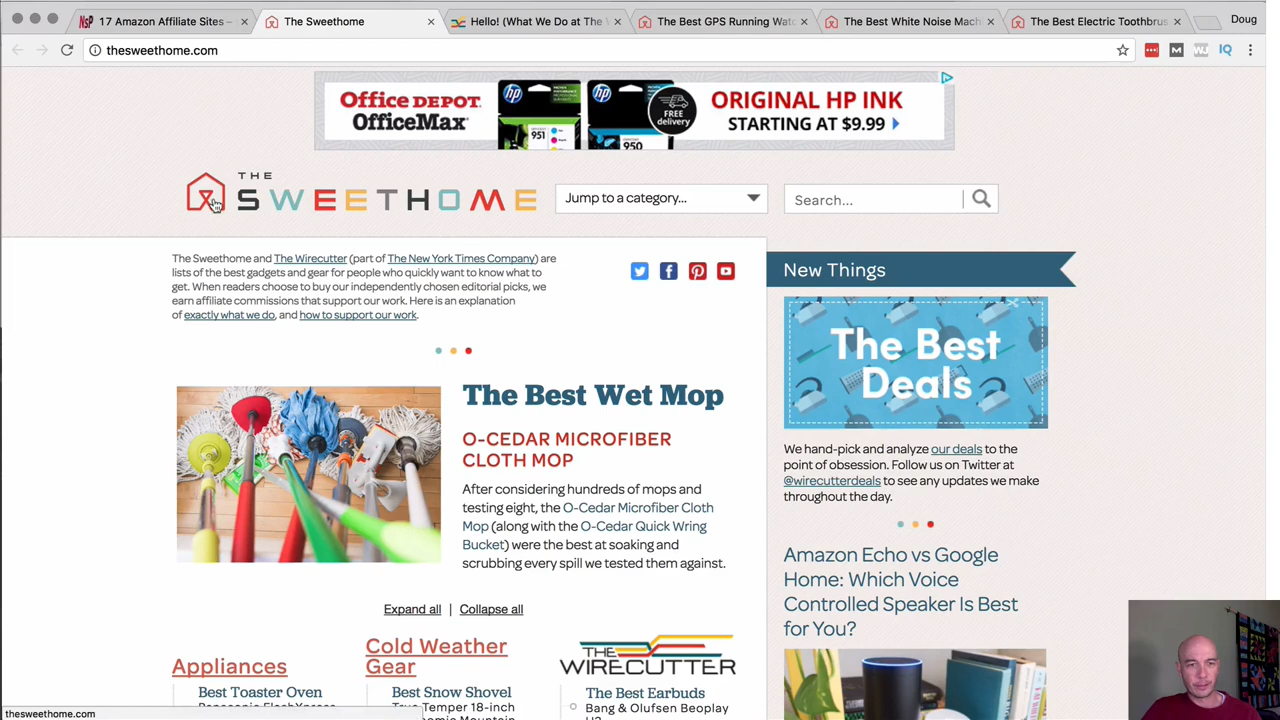 17 Amazon Affiliate Sites –
The Sweethome
Hello! (What We Do at The W
The Best GPS Running Watc
The Best White Noise Mach
The Best Electric Toothbrus
Doug
thesweethome.com
Office DEPOT
OfficeMax
951
950
FREE
delivery
ORIGINAL HP INK
STARTING AT $9.99
THE
SWEETHOME
Jump to a category...
Search...
The Sweethome and The Wirecutter (part of The New York Times Company) are
lists of the best gadgets and gear for people who quickly want to know what to
get. When readers choose to buy our independently chosen editorial picks, we
earn affiliate commissions that support our work. Here is an explanation
of exactly what we do, and how to support our work.
New Things
The Best
Deals
We hand-pick and analyze our deals to the
point of obsession. Follow us on Twitter at
@wirecutterdeals to see any updates we make
throughout the day.
The Best Wet Mop
O-CEDAR MICROFIBER
CLOTH MOP
After considering hundreds of mops and
testing eight, the O-Cedar Microfiber Cloth
Mop (along with the O-Cedar Quick Wring
Bucket) were the best at soaking and
scrubbing every spill we tested them against.
Amazon Echo vs Google
Home: Which Voice
Controlled Speaker Is Best
for You?
Expand all | Collapse all
Appliances
Best Toaster Oven
Cold Weather
Gear
Best Snow Shovel
True Temper 18-inch
THE
WIRECUTTER
The Best Earbuds
Bang & Olufsen Beoplay
thesweethome.com